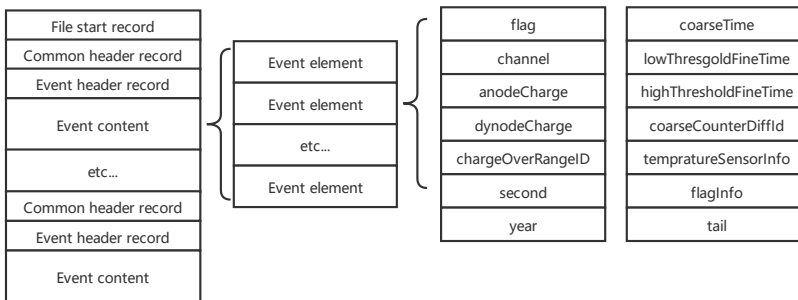 File start record
Common header record
Event header record
Event content
etc...
Common header record
Event header record
Event content
Event element
Event element
etc...
Event element
flag
channel
anodeCharge
dynodeCharge
chargeOverRangeID
second
year
coarseTime
lowThresgoldFineTime
highThresholdFineTime
coarseCounterDiffId
tempratureSensorInfo
flagInfo
tail